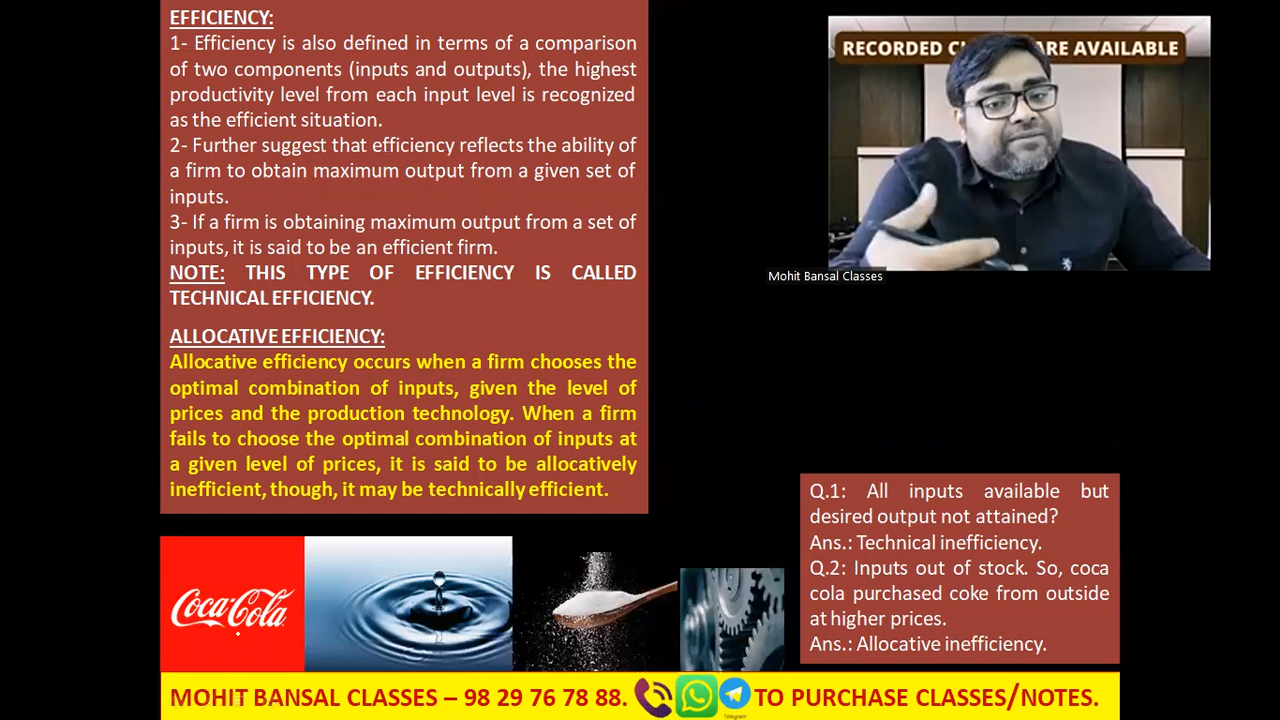 EFFICIENCY:
1- Efficiency is also defined in terms of a comparison
of two components (inputs and outputs), the highest
productivity level from each input level is recognized
as the efficient situation.
2- Further suggest that efficiency reflects the ability of
a firm to obtain maximum output from a given set of
inputs.
3- If a firm is obtaining maximum output from a set of
inputs, it is said to be an efficient firm.
NOTE: THIS TYPE OF EFFICIENCY IS CALLED
TECHNICAL EFFICIENCY.
ALLOCATIVE EFFICIENCY:
Allocative efficiency occurs when a firm chooses the
optimal combination of inputs, given the level of
prices and the production technology. When a firm
fails to choose the optimal combination of inputs at
a given level of prices, it is said to be allocatively
inefficient, though, it may be technically efficient.
RECORDED ARE AVAILABLE
Mohit Bansal Classes
Q.1: All inputs available but
desired output not attained?
Ans.: Technical inefficiency.
Q.2: Inputs out of stock. So, coca
cola purchased coke from outside
at higher prices.
Ans.: Allocative inefficiency.
Coca-Cola
MOHIT BANSAL CLASSES – 98 29 76 78 88. TO PURCHASE CLASSES/NOTES.
Telegram